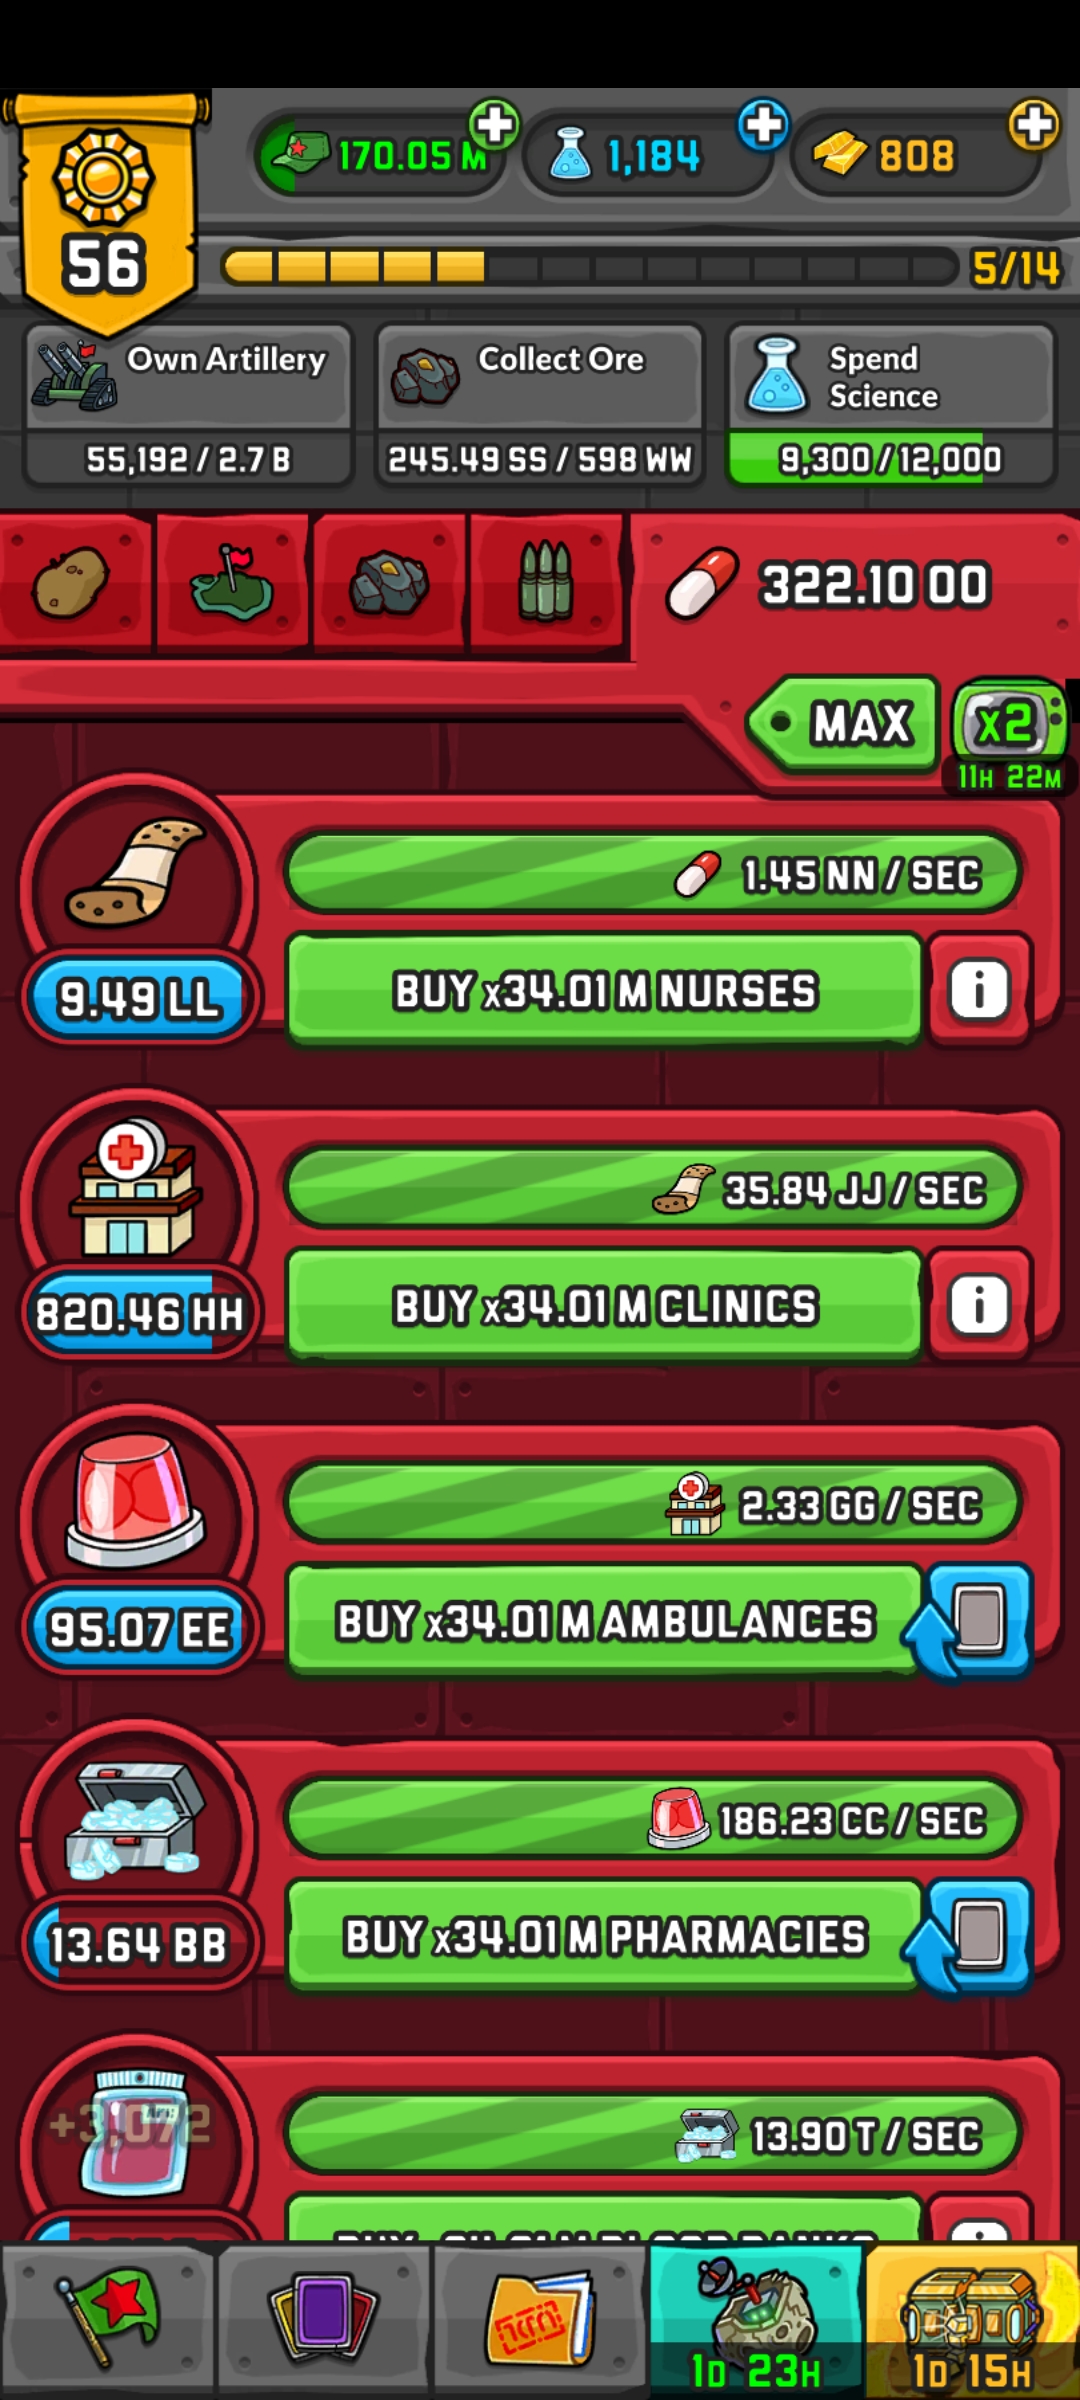 170.05 M
1,184
808
56
5/14
Own Artillery
Collect Ore
Spend
Science
55,192 / 2.7 B
245.49 SS / 598 WW
9,300 / 12,000
322.10 OO
MAX
x2
11H 22M
1.45 NN / SEC
9.49 LL
BUY x34.01 M NURSES
i
35.84 JJ / SEC
820.46 HH
BUY x34.01 M CLINICS
i
2.33 GG / SEC
95.07 EE
BUY x34.01 M AMBULANCES
186.23 CC / SEC
13.64 BB
BUY x34.01 M PHARMACIES
+3,072
13.90 T / SEC
1D 23H
1D 15H